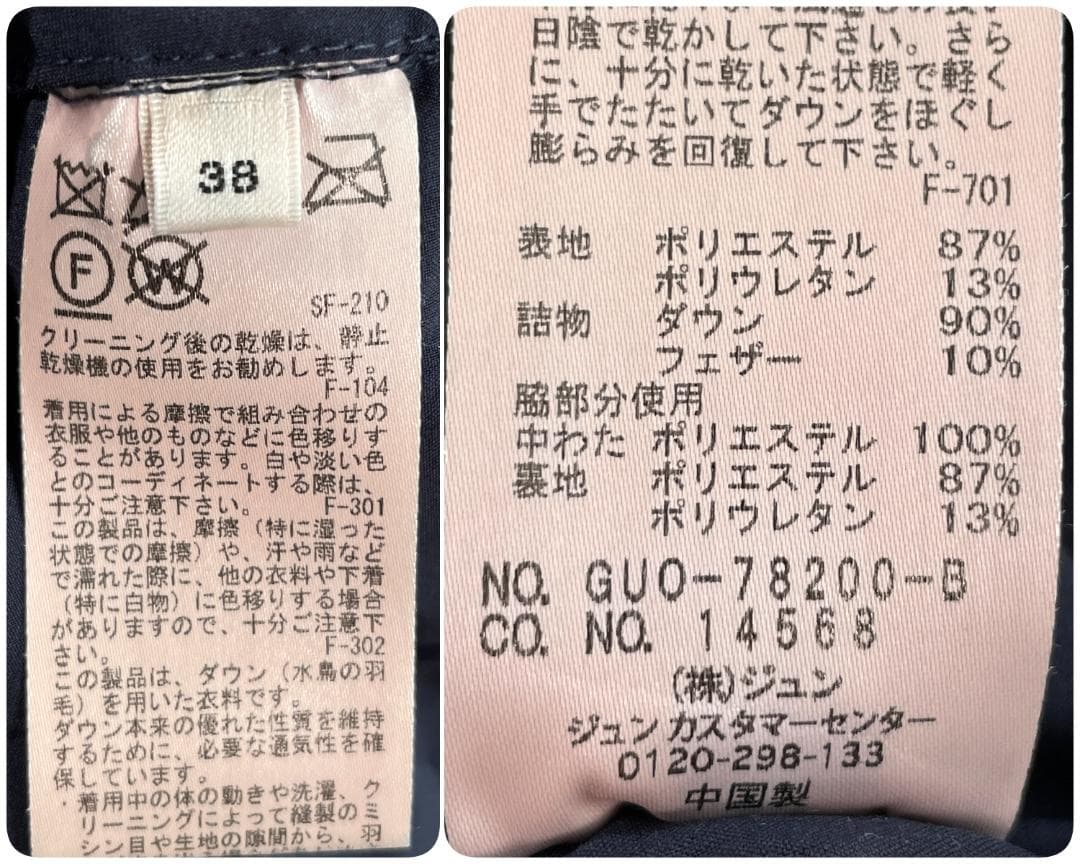 38
F
W
SF-210
クリーニング後の乾燥は、静止
乾燥機の使用をお勧めします。
F-104
着用による摩擦で組み合わせの
衣服や他のものなどに色移りす
ることがあります。白や淡い色
とのコーディネートする際は、
十分ご注意下さい。 F-301
この製品は、摩擦(特に湿った
状態での摩擦)や、汗や雨など
で濡れた際に、他の衣料や下着
(特に白物)に色移りする場合
がありますので、十分ご注意下
さい。 F-302
この製品は、ダウン(水鳥の羽
毛)を用いた衣料です。
ダウン本来の優れた性質を維持
するために、必要な通気性を確
保しています。
・着用中の体の動きや洗濯、ク
リーニングによって縫製のミ
シン目や生地の隙間から、羽
日陰で乾かして下さい。さら
に、十分に乾いた状態で軽く
手でたたいてダウンをほぐし
膨らみを回復して下さい。
F-701
表地 ポリエステル 87%
ポリウレタン 13%
詰物 ダウン 90%
フェザー 10%
脇部分使用
中わた ポリエステル 100%
裏地 ポリエステル 87%
ポリウレタン 13%
NO. GUO-78200-B
CO. NO. 14568
(株)ジュン
ジュン カスタマーセンター
0120-298-133
中国製